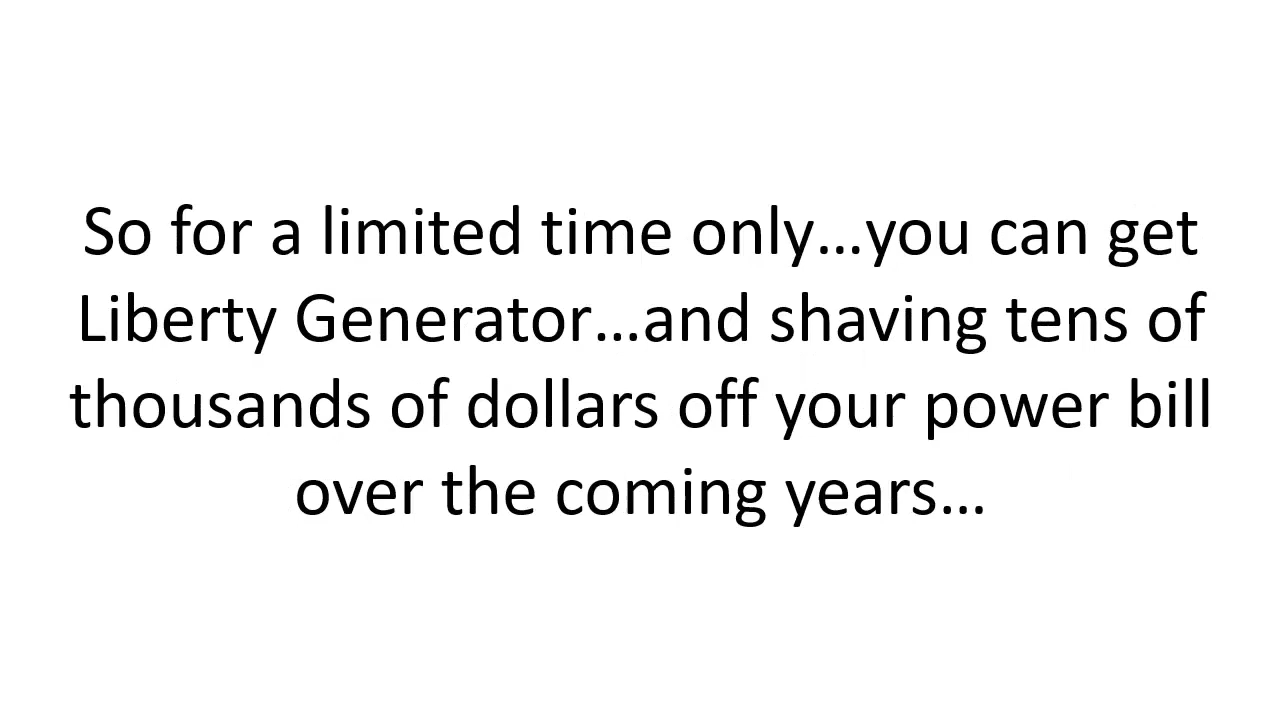 So for a limited time only…you can get
Liberty Generator…and shaving tens of
thousands of dollars off your power bill
over the coming years…